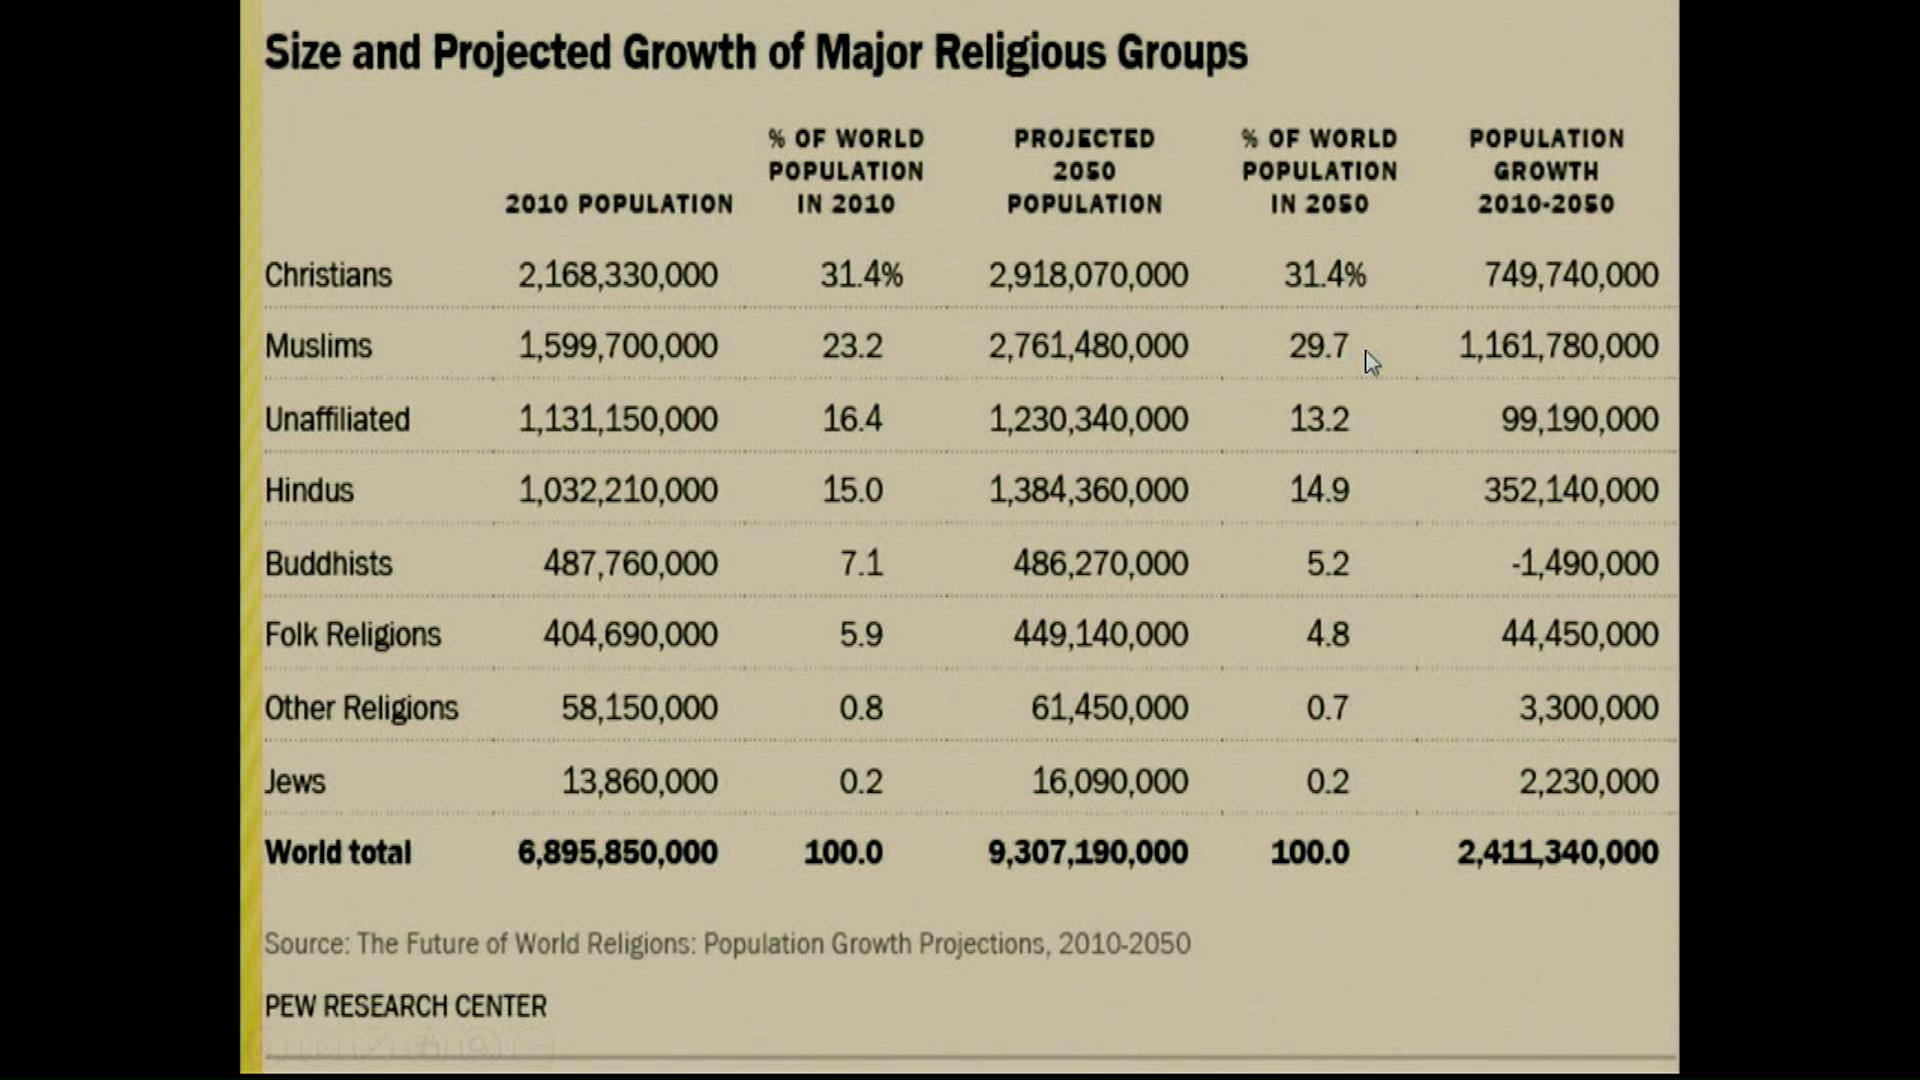 Size and Projected Growth of Major Religious Groups
2010 POPULATION % OF WORLD POPULATION IN 2010 PROJECTED 2050 POPULATION % OF WORLD POPULATION IN 2050 POPULATION GROWTH 2010-2050
Christians 2,168,330,000 31.4% 2,918,070,000 31.4% 749,740,000
Muslims 1,599,700,000 23.2 2,761,480,000 29.7 1,161,780,000
Unaffiliated 1,131,150,000 16.4 1,230,340,000 13.2 99,190,000
Hindus 1,032,210,000 15.0 1,384,360,000 14.9 352,140,000
Buddhists 487,760,000 7.1 486,270,000 5.2 -1,490,000
Folk Religions 404,690,000 5.9 449,140,000 4.8 44,450,000
Other Religions 58,150,000 0.8 61,450,000 0.7 3,300,000
Jews 13,860,000 0.2 16,090,000 0.2 2,230,000
World total 6,895,850,000 100.0 9,307,190,000 100.0 2,411,340,000
Source: The Future of World Religions: Population Growth Projections, 2010-2050
PEW RESEARCH CENTER